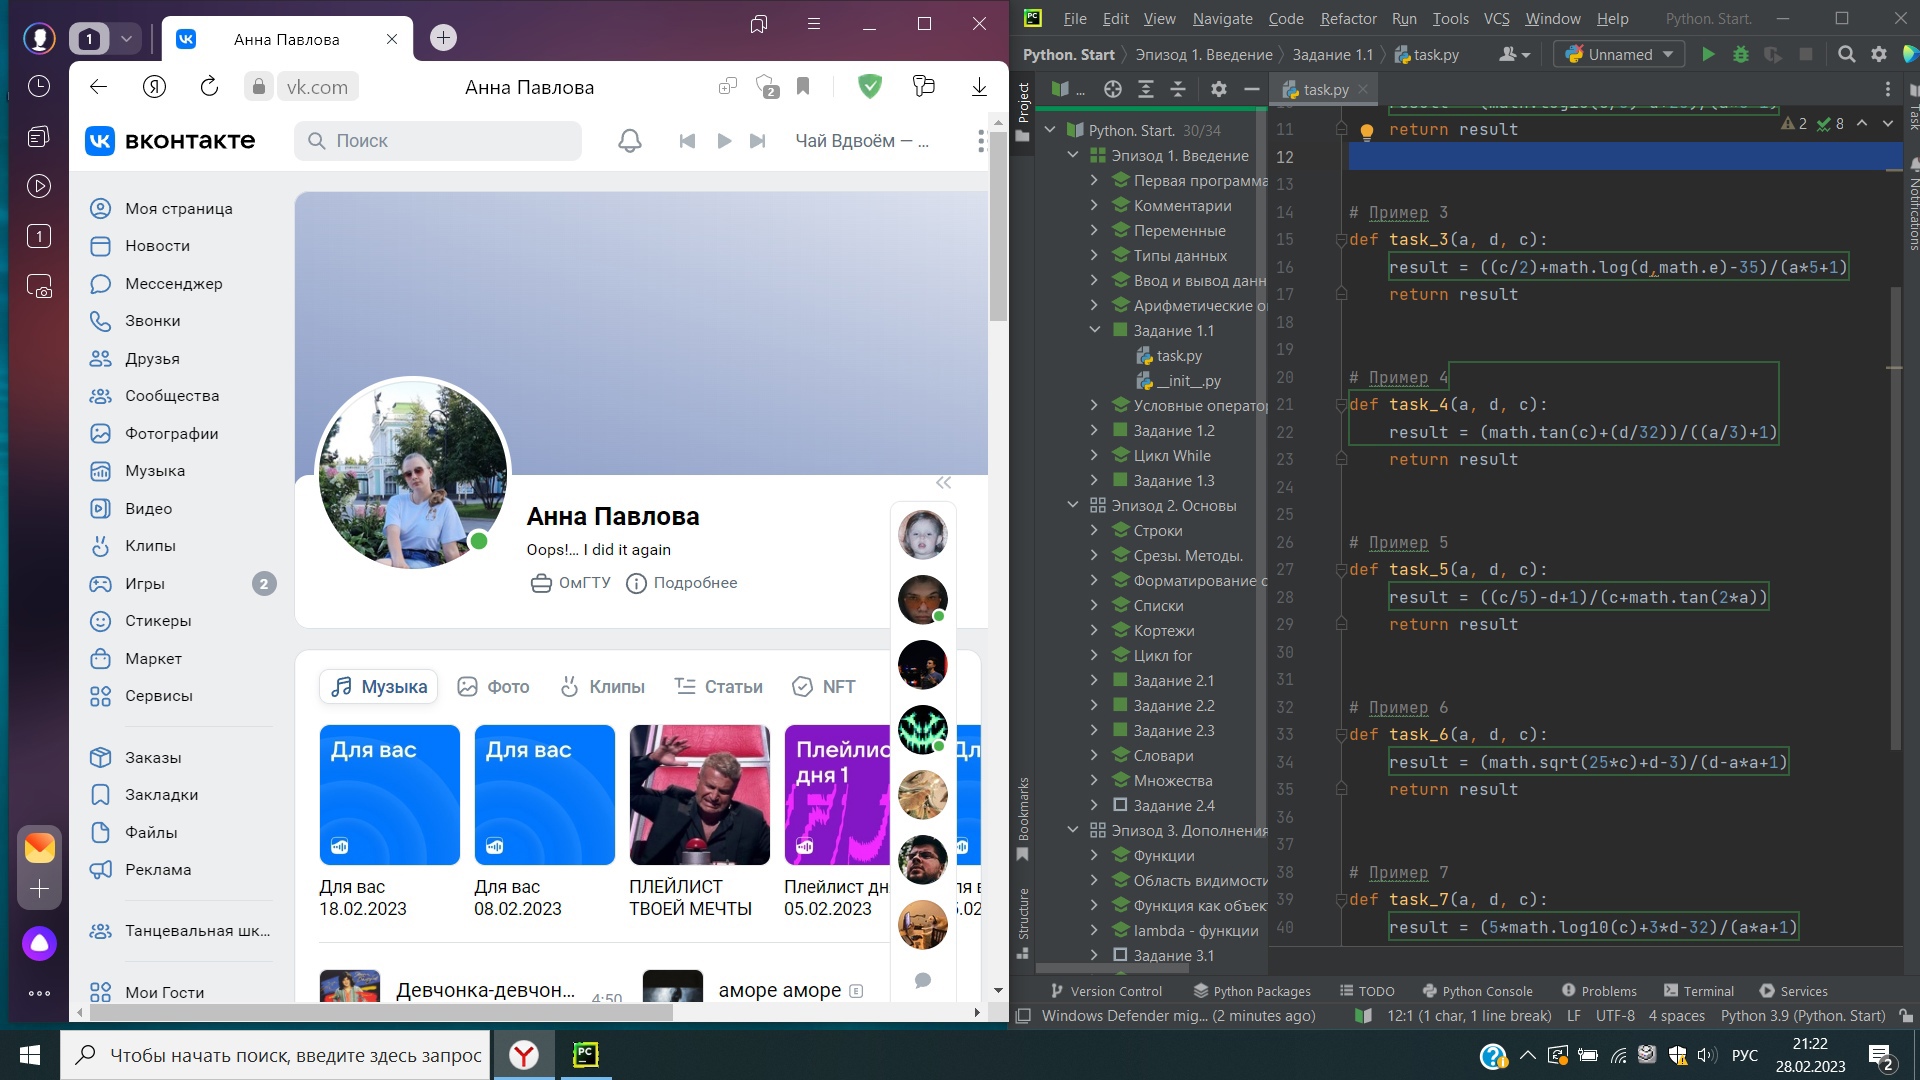 1
Анна Павлова
vk.com
Анна Павлова
2
ВКОНТАКТЕ
Поиск
Чай Вдвоём — ...
Моя страница
Новости
Мессенджер
Звонки
Друзья
Сообщества
Фотографии
Музыка
Видео
Клипы
Игры
2
Стикеры
Маркет
Сервисы
Заказы
Закладки
Файлы
Реклама
Танцевальная шк...
Мои Гости
1
Анна Павлова
Oops!... I did it again
ОмГТУ
Подробнее
Музыка
Фото
Клипы
Статьи
NFT
Для вас
Для вас
Плейлис
дня 1
Для вас
18.02.2023
Для вас
08.02.2023
ПЛЕЙЛИСТ
ТВОЕЙ МЕЧТЫ
Плейлист дн
05.02.2023
Девчонка-девчон...
4:50
аморе аморе
E
PC
File Edit View Navigate Code Refactor Run Tools VCS Window Help
Python. Start.
Python. Start
Эпизод 1. Введение
Задание 1.1
task.py
Unnamed
Project
...
task.py
Python. Start. 30/34
Эпизод 1. Введение
Первая программа
Комментарии
Переменные
Типы данных
Ввод и вывод данн
Арифметические о
Задание 1.1
task.py
__init__.py
Условные оператор
Задание 1.2
Цикл While
Задание 1.3
Эпизод 2. Основы
Строки
Срезы. Методы.
Форматирование с
Списки
Кортежи
Цикл for
Задание 2.1
Задание 2.2
Задание 2.3
Словари
Множества
Задание 2.4
Эпизод 3. Дополнения
Функции
Область видимости
Функция как объек
lambda - функции
Задание 3.1
Bookmarks
Structure
11 return result
2 8
12
13
14 # Пример 3
15 def task_3(a, d, c):
16 result = ((c/2)+math.log(d,math.e)-35)/(a*5+1)
17 return result
18
19
20 # Пример 4
21 def task_4(a, d, c):
22 result = (math.tan(c)+(d/32))/((a/3)+1)
23 return result
24
25
26 # Пример 5
27 def task_5(a, d, c):
28 result = ((c/5)-d+1)/(c+math.tan(2*a))
29 return result
30
31
32 # Пример 6
33 def task_6(a, d, c):
34 result = (math.sqrt(25*c)+d-3)/(d-a*a+1)
35 return result
36
37
38 # Пример 7
39 def task_7(a, d, c):
40 result = (5*math.log10(c)+3*d-32)/(a*a+1)
Task
Notifications
Version Control
Python Packages
TODO
Python Console
Problems
Terminal
Services
Windows Defender mig... (2 minutes ago)
12:1 (1 char, 1 line break)
LF
UTF-8
4 spaces
Python 3.9 (Python. Start)
Чтобы начать поиск, введите здесь запрос
PC
РУС
21:22
28.02.2023
2